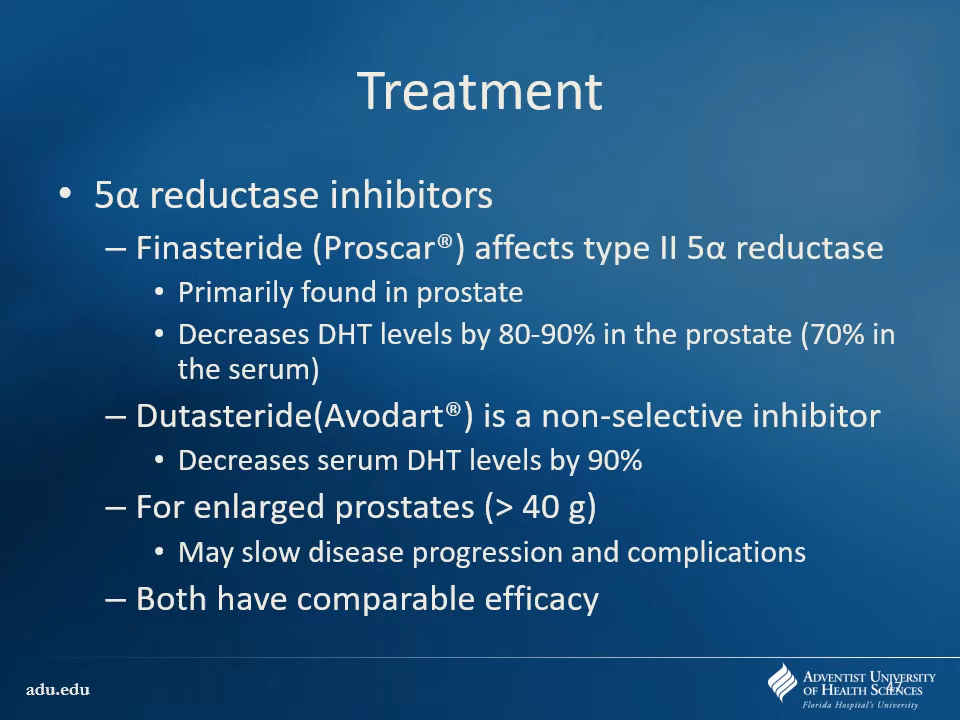 Treatment
• 5α reductase inhibitors
– Finasteride (Proscar®) affects type II 5α reductase
• Primarily found in prostate
• Decreases DHT levels by 80-90% in the prostate (70% in
the serum)
– Dutasteride(Avodart®) is a non-selective inhibitor
• Decreases serum DHT levels by 90%
– For enlarged prostates (> 40 g)
• May slow disease progression and complications
– Both have comparable efficacy
adu.edu
ADVENTIST UNIVERSITY
OF HEALTH SCIENCES
Florida Hospital's University
47